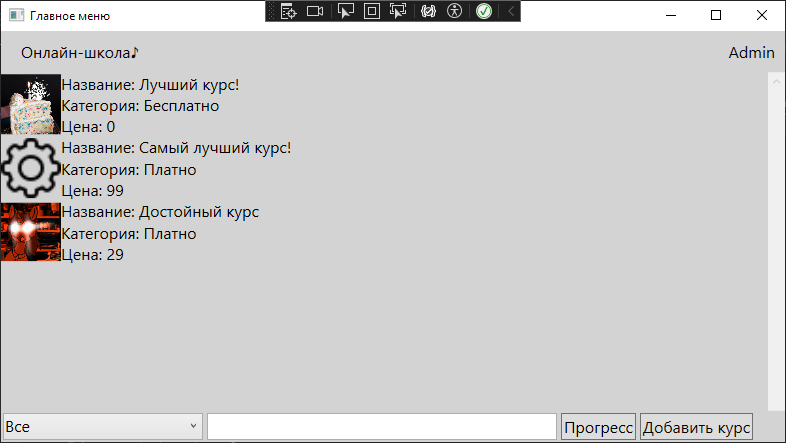 Главное меню
Онлайн-школа♪
Admin
Название: Лучший курс!
Категория: Бесплатно
Цена: 0
Название: Самый лучший курс!
Категория: Платно
Цена: 99
Название: Достойный курс
Категория: Платно
Цена: 29
Все
Прогресс
Добавить курс